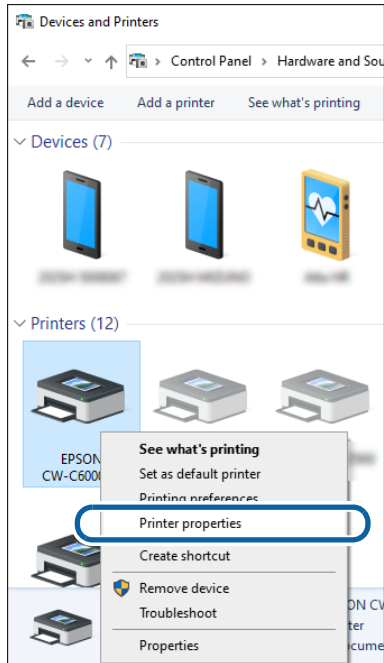 Devices and Printers
Control Panel > Hardware and Sou
Add a device Add a printer See what's printing
Devices (7)
Printers (12)
EPSON
CW-C6000
See what's printing
Set as default printer
Printing preferences
Printer properties
Create shortcut
Remove device
Troubleshoot
Properties
ON CW
ter
cume